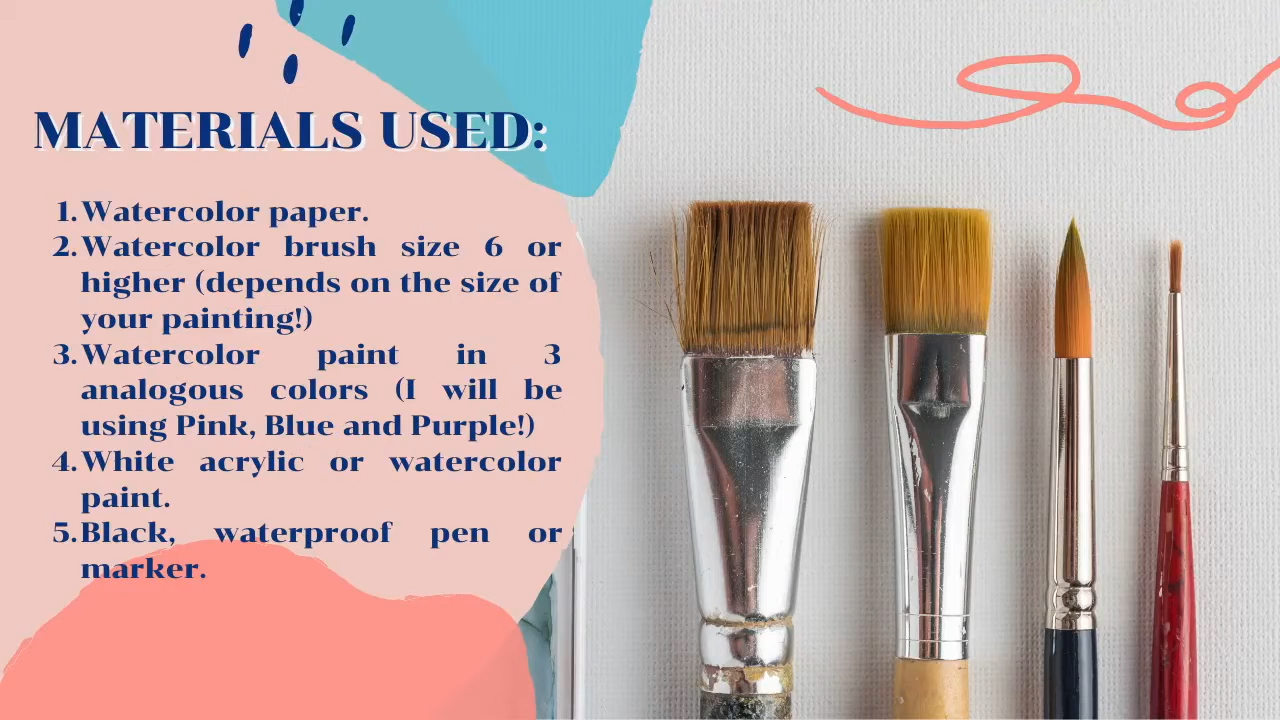 MATERIALS USED:
1. Watercolor paper.
2. Watercolor brush size 6 or
higher (depends on the size of
your painting!)
3. Watercolor paint in 3
analogous colors (I will be
using Pink, Blue and Purple!)
4. White acrylic or watercolor
paint.
5. Black, waterproof pen or
marker.